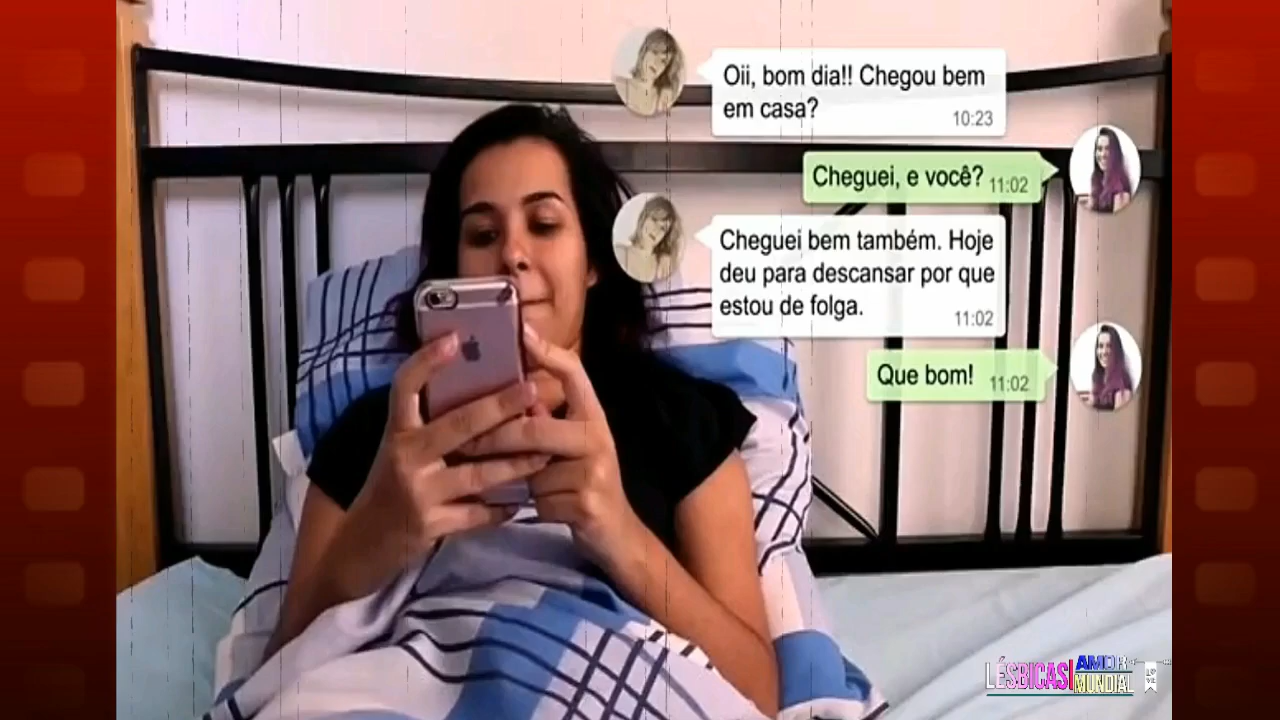 Oii, bom dia!! Chegou bem
em casa?
10:23
Cheguei, e você? 11:02
Cheguei bem também. Hoje
deu para descansar por que
estou de folga.
11:02
Que bom! 11:02
LÉSBICAS AMOR
MUNDIAL